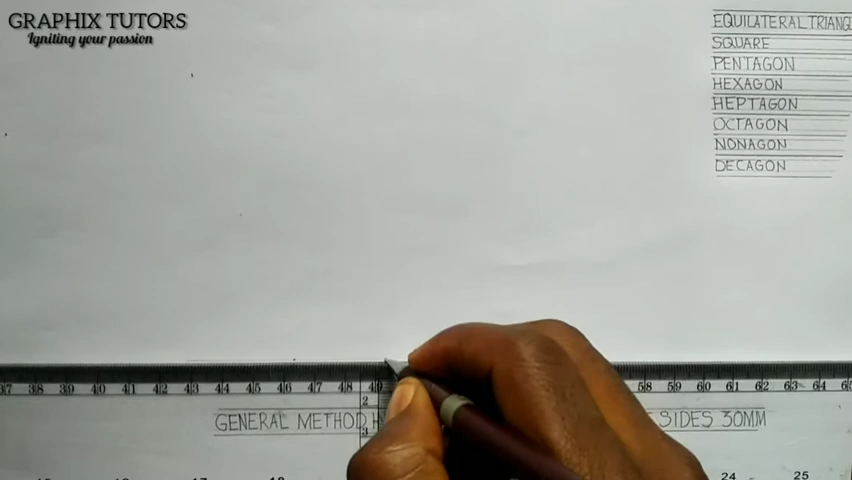 GRAPHIX TUTORS
Igniting your passion
EQUILATERAL
SQUARE
PENTAGON
HEXAGON
HEPTAGON
OCTAGON
NONAGON
DECAGON
37 38 39 40 41 42 43 44 45 46 47 48 49 58 59 60 61 62 63 64
2
3
GENERAL METHOD SIDES 30MM
24 25